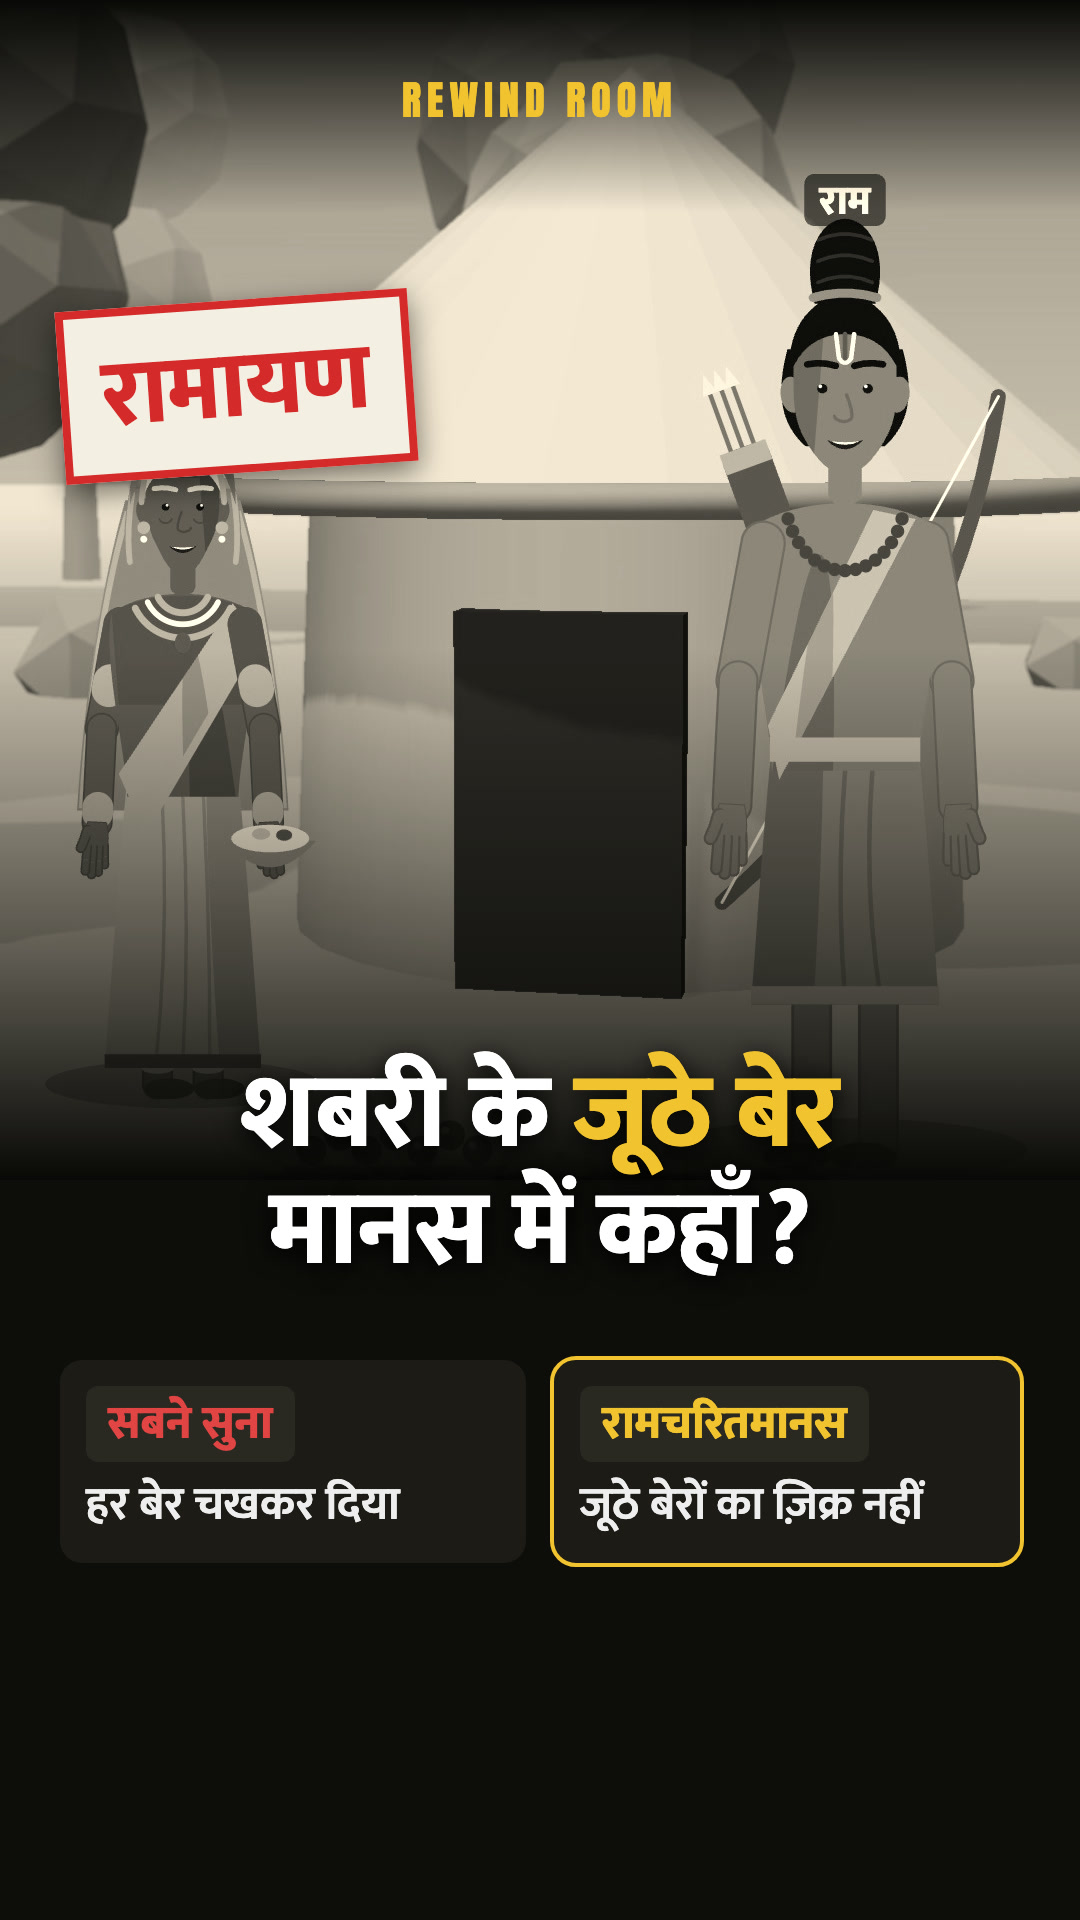 REWIND ROOM
राम
रामायण
शबरी के जूठे बेर
मानस में कहाँ?
सबने सुना
हर बेर चखकर दिया
रामचरितमानस
जूठे बेरों का ज़िक्र नहीं